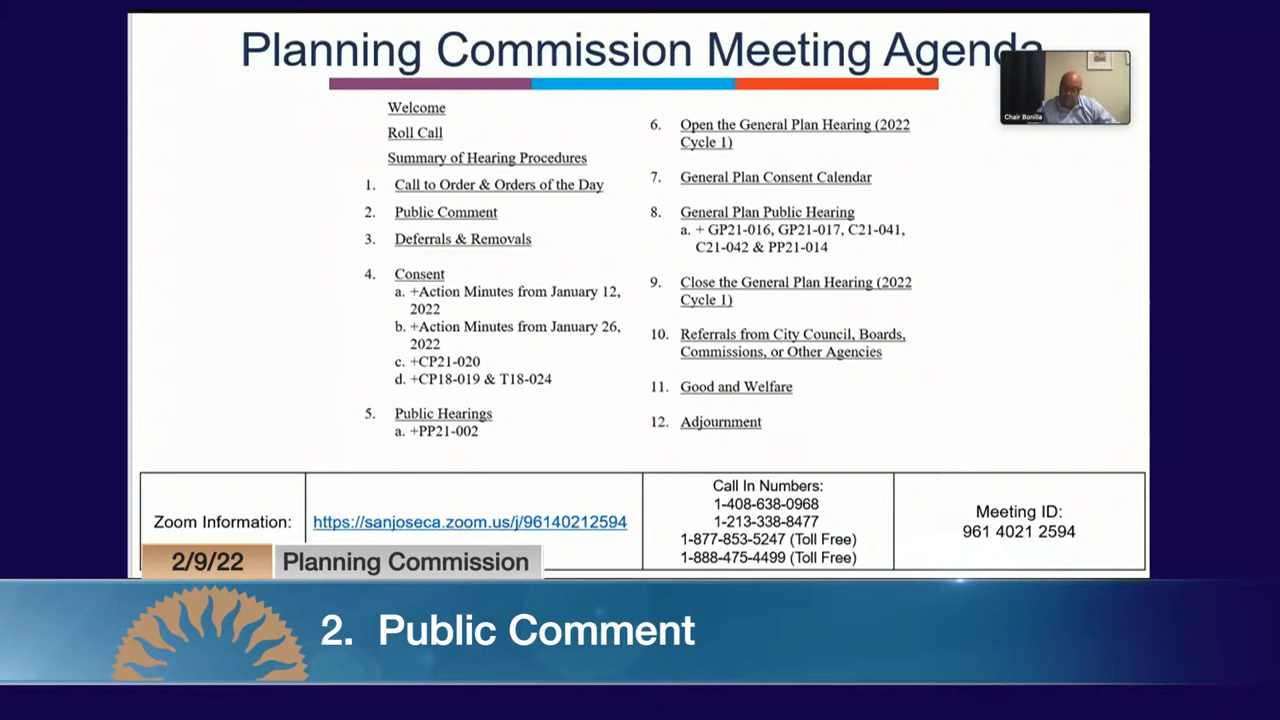 Planning Commission Meeting Agenda
Chair Bonilla
Welcome
Roll Call
Summary of Hearing Procedures
1. Call to Order & Orders of the Day
2. Public Comment
3. Deferrals & Removals
4. Consent
a. +Action Minutes from January 12,
2022
b. +Action Minutes from January 26,
2022
c. +CP21-020
d. +CP18-019 & T18-024
5. Public Hearings
a. +PP21-002
6. Open the General Plan Hearing (2022
Cycle 1)
7. General Plan Consent Calendar
8. General Plan Public Hearing
a. + GP21-016, GP21-017, C21-041,
C21-042 & PP21-014
9. Close the General Plan Hearing (2022
Cycle 1)
10. Referrals from City Council, Boards,
Commissions, or Other Agencies
11. Good and Welfare
12. Adjournment
Zoom Information:
https://sanjoseca.zoom.us/j/96140212594
Call In Numbers:
1-408-638-0968
1-213-338-8477
1-877-853-5247 (Toll Free)
1-888-475-4499 (Toll Free)
Meeting ID:
961 4021 2594
2/9/22 Planning Commission
2. Public Comment